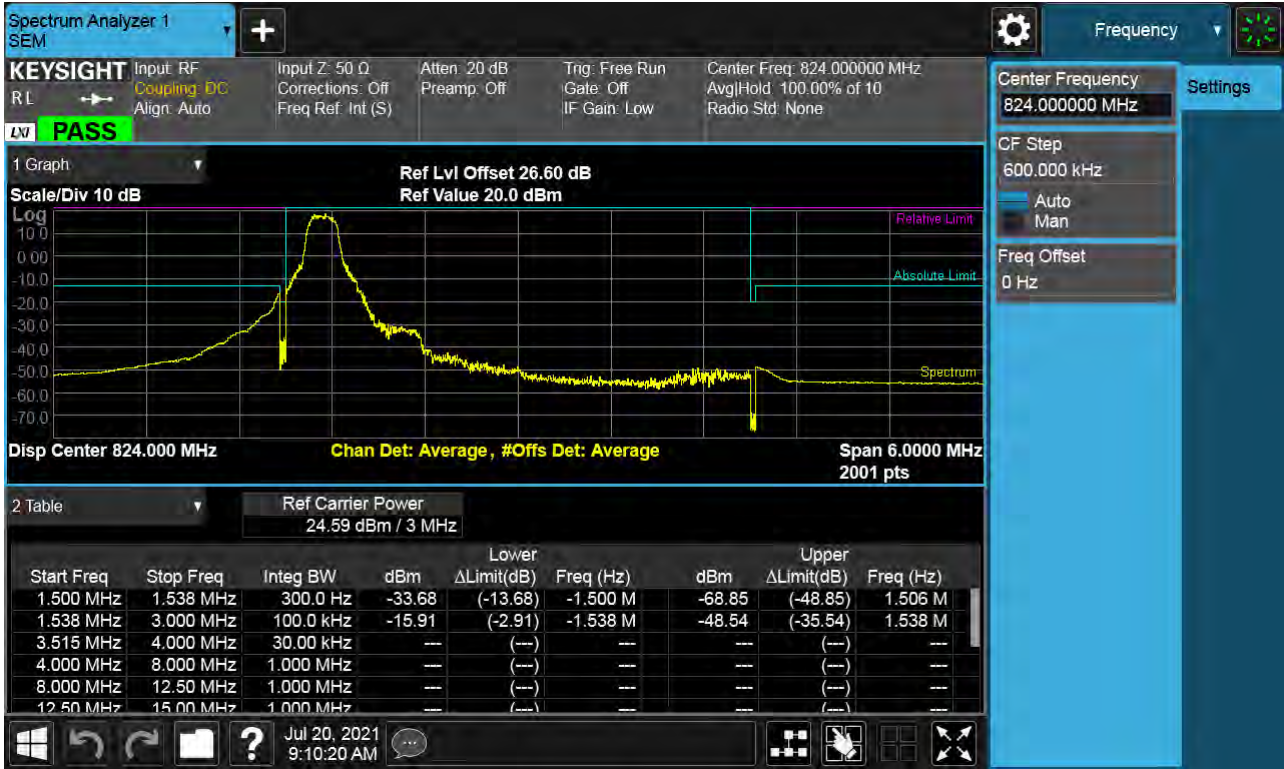 Spectrum Analyzer 1
SEM
+
Frequency
KEYSIGHT
R L
LXI
PASS
Input: RF
Coupling: DC
Align: Auto
Input Z: 50 Ω
Corrections: Off
Freq Ref: Int (S)
Atten: 20 dB
Preamp: Off
Trig: Free Run
Gate: Off
IF Gain: Low
Center Freq: 824.000000 MHz
Avg|Hold: 100.00% of 10
Radio Std: None
Center Frequency
824.000000 MHz
Settings
CF Step
600.000 kHz
Auto
Man
Freq Offset
0 Hz
1 Graph
Scale/Div 10 dB
Ref Lvl Offset 26.60 dB
Ref Value 20.0 dBm
Log
10.0
0.00
-10.0
-20.0
-30.0
-40.0
-50.0
-60.0
-70.0
Relative Limit
Absolute Limit
Spectrum
Disp Center 824.000 MHz
Chan Det: Average , #Offs Det: Average
Span 6.0000 MHz
2001 pts
2 Table
Ref Carrier Power
24.59 dBm / 3 MHz
Lower Upper
Start Freq Stop Freq Integ BW dBm ΔLimit(dB) Freq (Hz) dBm ΔLimit(dB) Freq (Hz)
1.500 MHz 1.538 MHz 300.0 Hz -33.68 (-13.68) -1.500 M -68.85 (-48.85) 1.506 M
1.538 MHz 3.000 MHz 100.0 kHz -15.91 (-2.91) -1.538 M -48.54 (-35.54) 1.538 M
3.515 MHz 4.000 MHz 30.00 kHz --- (---) --- --- (---) ---
4.000 MHz 8.000 MHz 1.000 MHz --- (---) --- --- (---) ---
8.000 MHz 12.50 MHz 1.000 MHz --- (---) --- --- (---) ---
12.50 MHz 15.00 MHz 1.000 MHz --- (---) --- --- (---) ---
?
Jul 20, 2021
9:10:20 AM